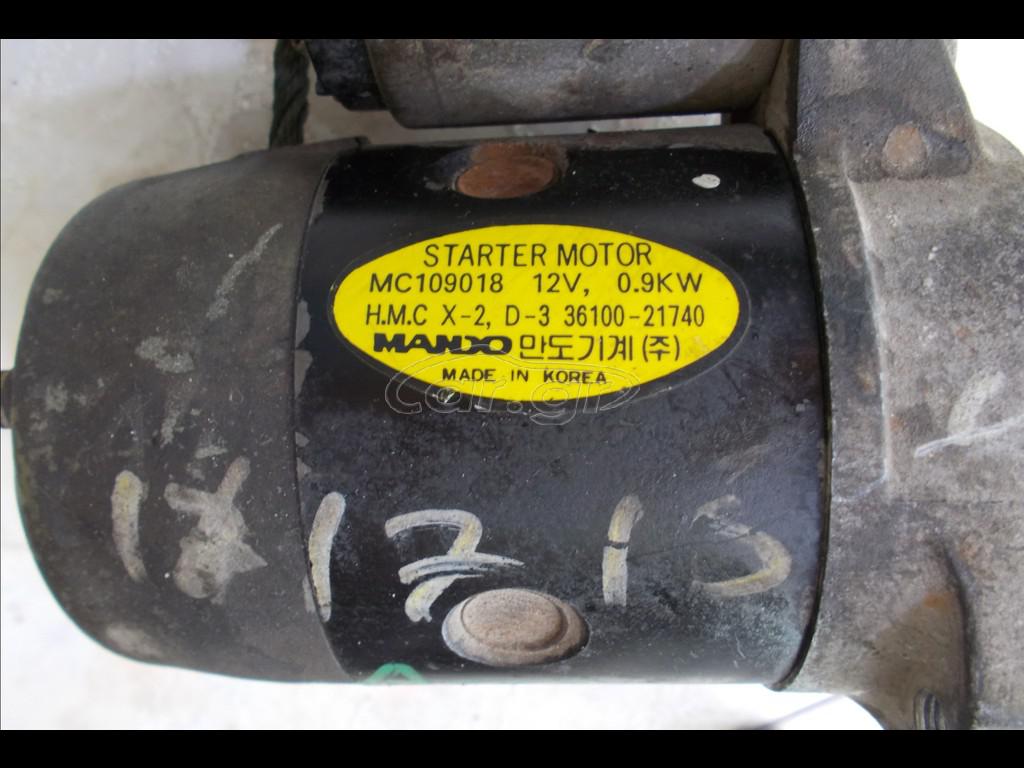 STARTER MOTOR
MC109018 12V, 0.9KW
H.M.C X-2, D-3 36100-21740
MANDO 만도기계(주)
MADE IN KOREA
Car.gr